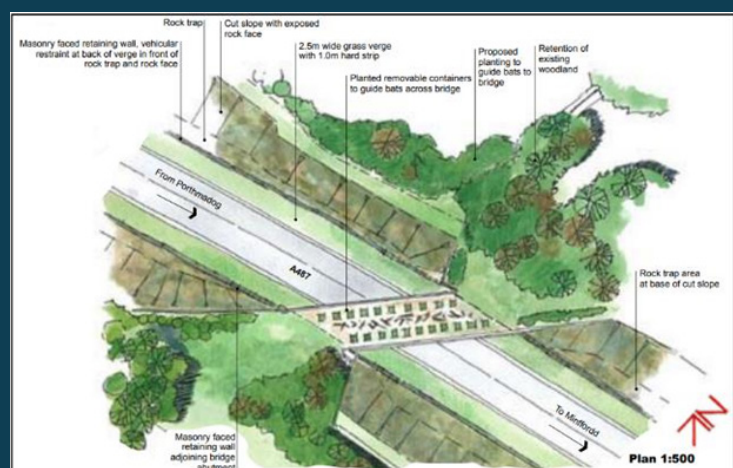 Rock trap
Cut slope with exposed
rock face
Masonry faced retaining wall, vehicular
restraint at back of verge in front of
rock trap and rock face
2.5m wide grass verge
with 1.0m hard strip
Planted removable containers
to guide bats across bridge
Proposed
planting to
guide bats to
bridge
Retention of
existing
woodland
From Porthmadog
A487
Rock trap area
at base of cut slope
To Minffordd
Masonry faced
retaining wall
adjoining bridge
abutment
N
Plan 1:500